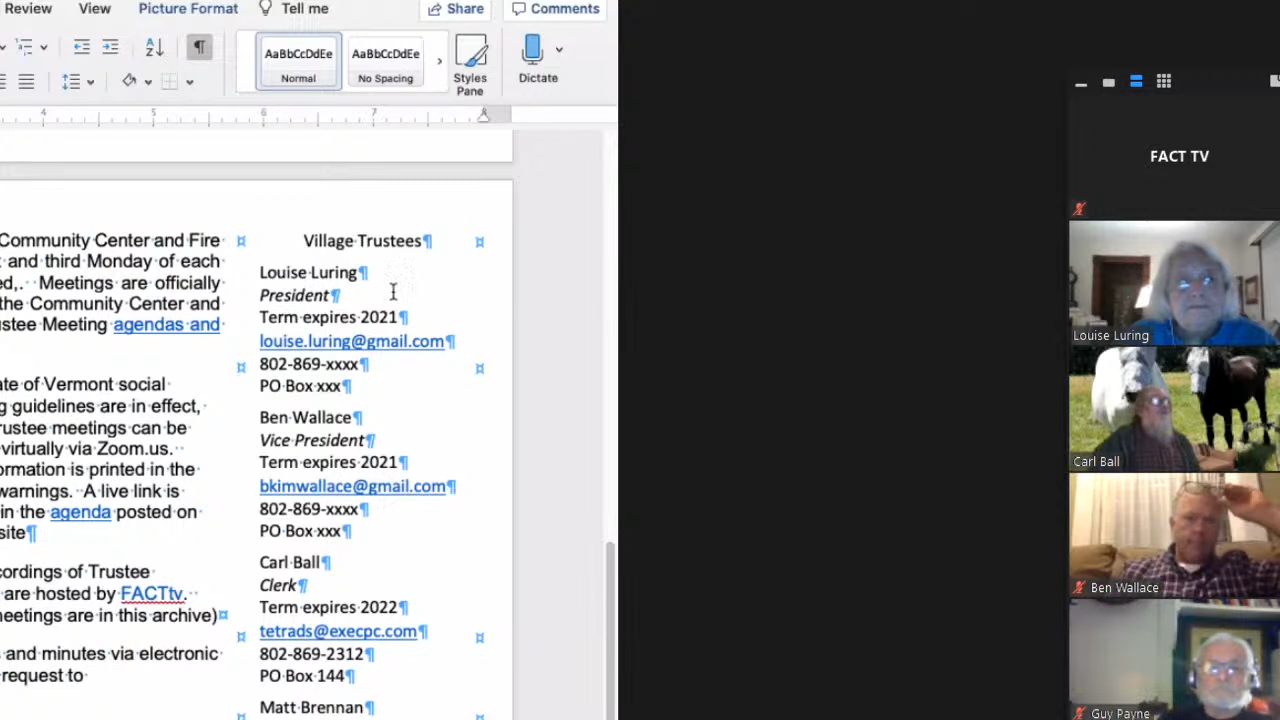 Review View Picture Format Tell me Share Comments
AaBbCcDdEe AaBbCcDdEe
Normal No Spacing Styles Pane Dictate
4 5 6 7 8
Community Center and Fire
and third Monday of each
ed,. Meetings are officially
the Community Center and
ustee Meeting agendas and
ate of Vermont social
g guidelines are in effect,
rustee meetings can be
virtually via Zoom.us.
ormation is printed in the
warnings. A live link is
in the agenda posted on
site¶
cordings of Trustee
are hosted by FACTtv.
meetings are in this archive)
and minutes via electronic
request to
Village Trustees¶
Louise Luring¶
President¶
Term expires 2021¶
louise.luring@gmail.com¶
802-869-xxxx¶
PO Box xxx¶
Ben Wallace¶
Vice President¶
Term expires 2021¶
bkimwallace@gmail.com¶
802-869-xxxx¶
PO Box xxx¶
Carl Ball¶
Clerk¶
Term expires 2022¶
tetrads@execpc.com¶
802-869-2312¶
PO Box 144¶
Matt Brennan¶
FACT TV
Louise Luring
Carl Ball
Ben Wallace
Guy Payne